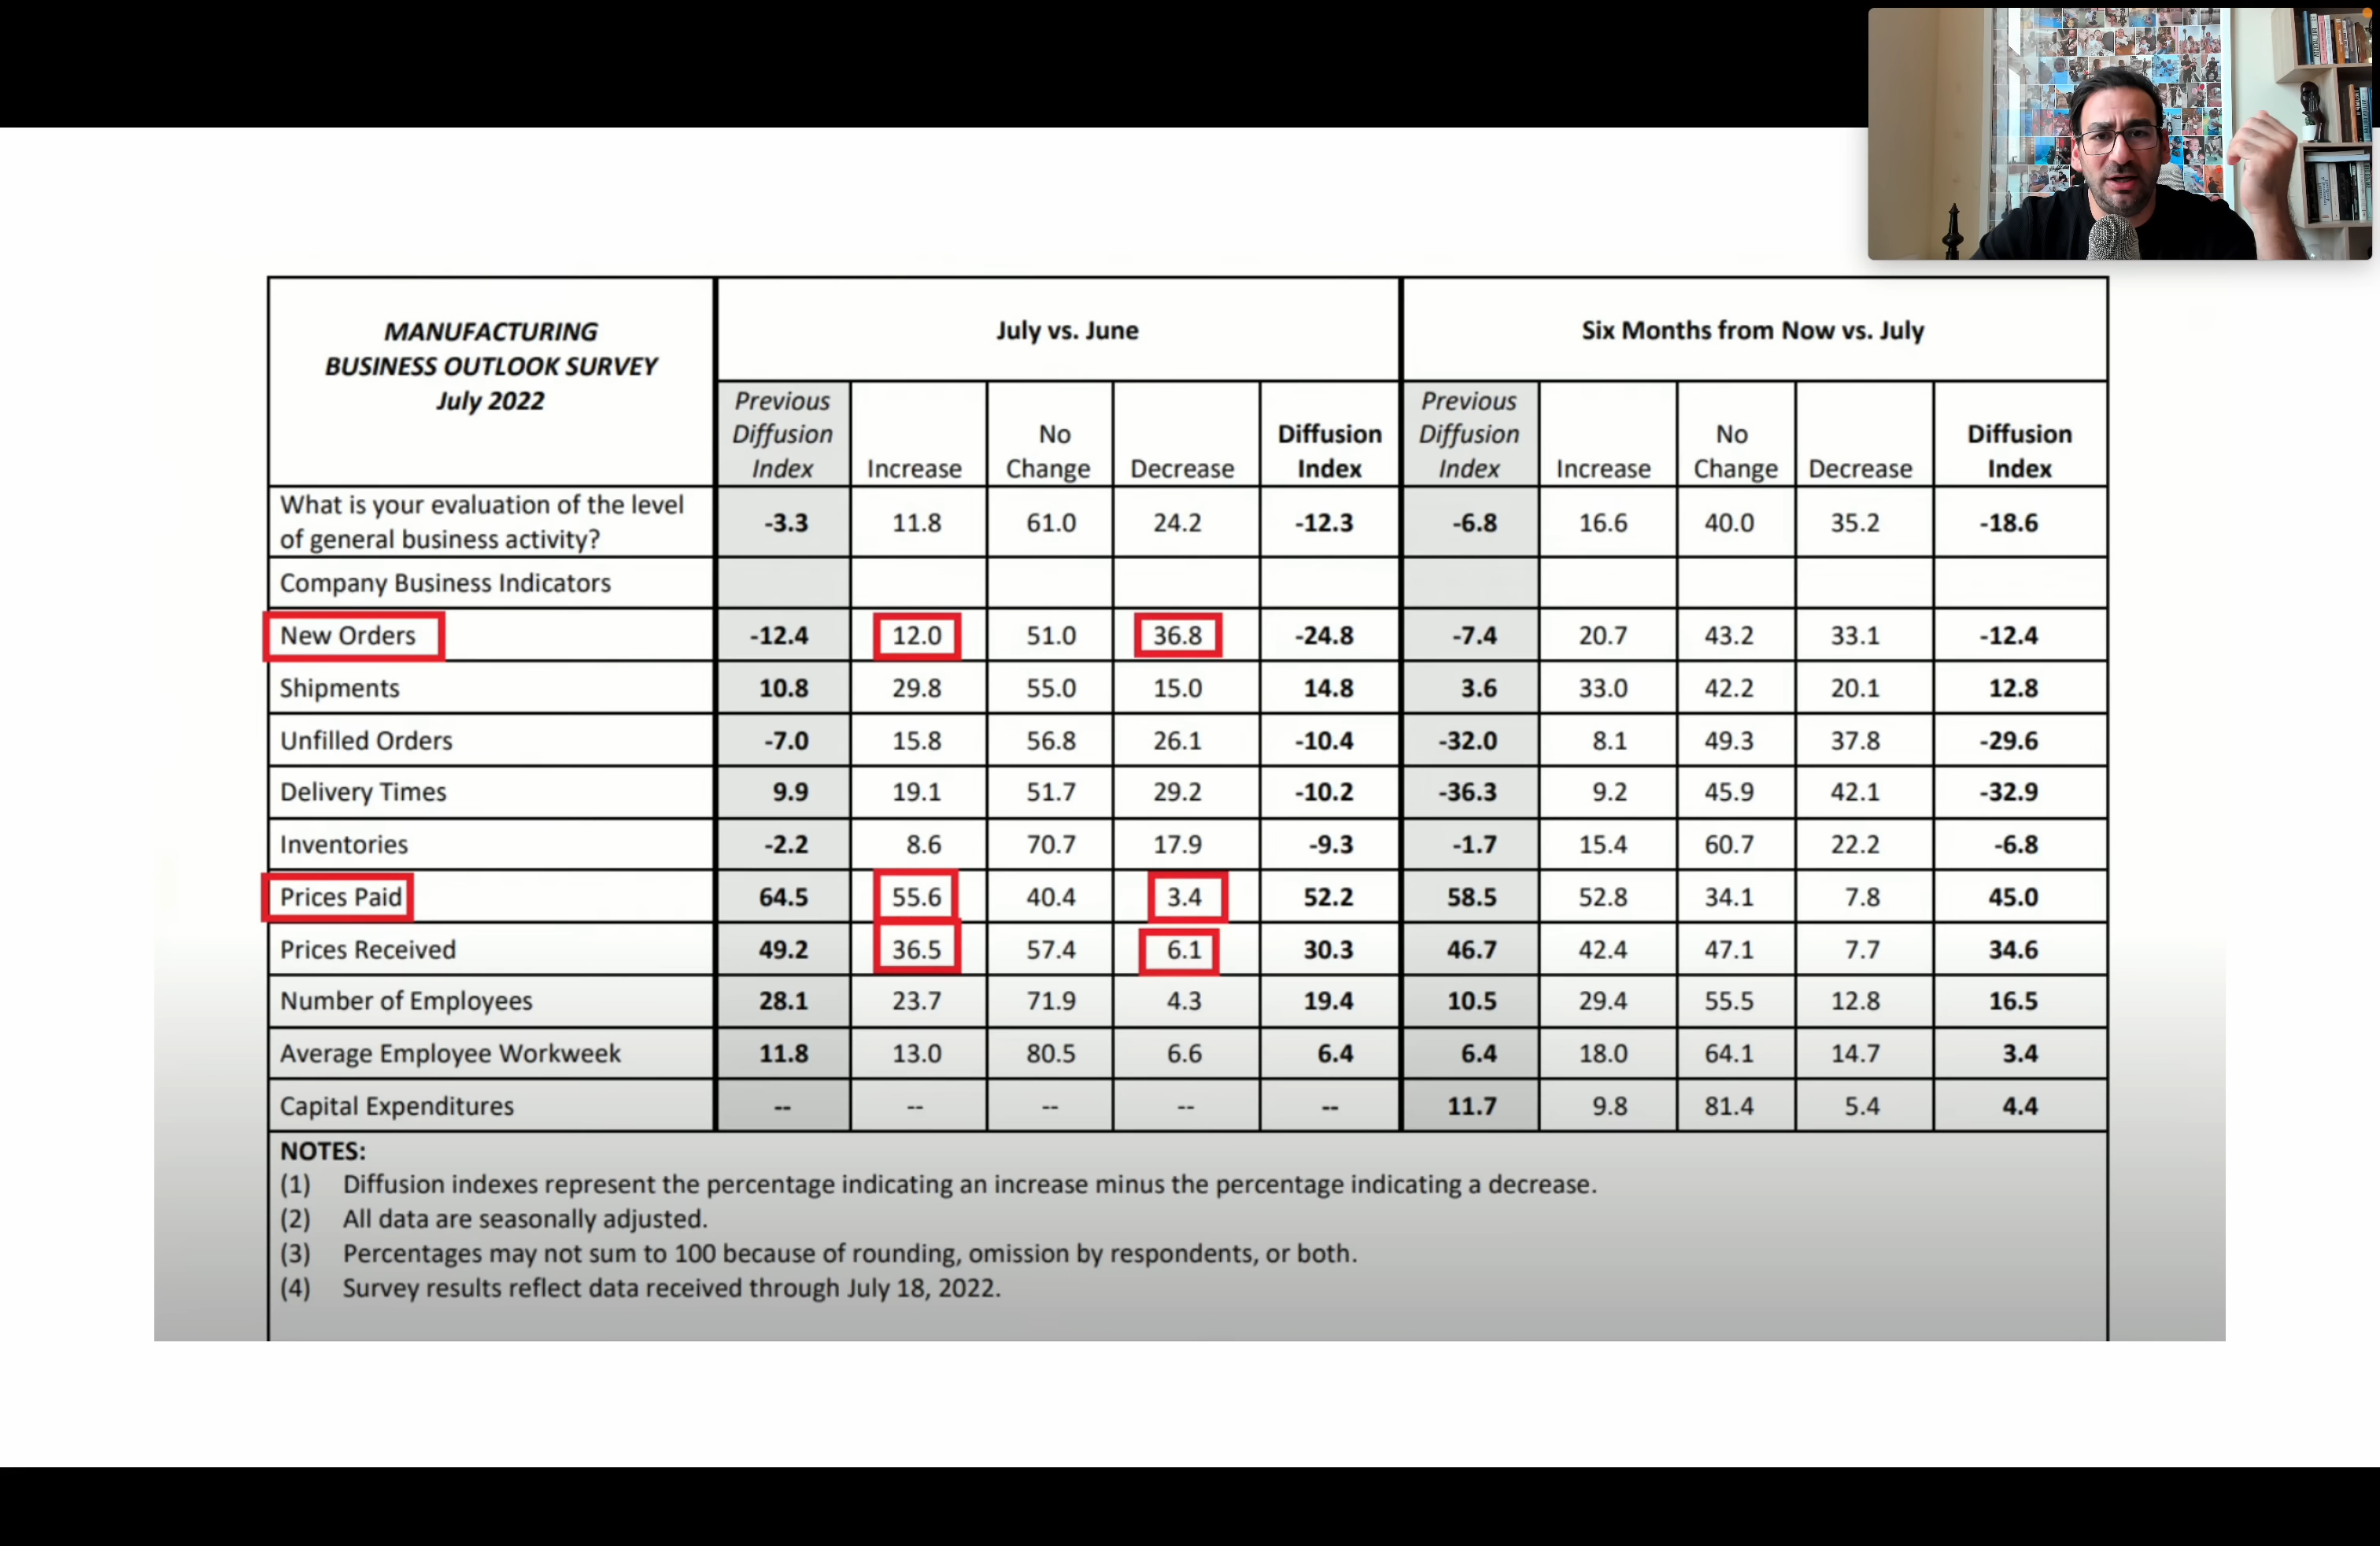 MANUFACTURING
BUSINESS OUTLOOK SURVEY
July 2022
July vs. June
Six Months from Now vs. July
Previous Diffusion Index Increase No Change Decrease Diffusion Index Previous Diffusion Index Increase No Change Decrease Diffusion Index
What is your evaluation of the level
of general business activity? -3.3 11.8 61.0 24.2 -12.3 -6.8 16.6 40.0 35.2 -18.6
Company Business Indicators
New Orders -12.4 12.0 51.0 36.8 -24.8 -7.4 20.7 43.2 33.1 -12.4
Shipments 10.8 29.8 55.0 15.0 14.8 3.6 33.0 42.2 20.1 12.8
Unfilled Orders -7.0 15.8 56.8 26.1 -10.4 -32.0 8.1 49.3 37.8 -29.6
Delivery Times 9.9 19.1 51.7 29.2 -10.2 -36.3 9.2 45.9 42.1 -32.9
Inventories -2.2 8.6 70.7 17.9 -9.3 -1.7 15.4 60.7 22.2 -6.8
Prices Paid 64.5 55.6 40.4 3.4 52.2 58.5 52.8 34.1 7.8 45.0
Prices Received 49.2 36.5 57.4 6.1 30.3 46.7 42.4 47.1 7.7 34.6
Number of Employees 28.1 23.7 71.9 4.3 19.4 10.5 29.4 55.5 12.8 16.5
Average Employee Workweek 11.8 13.0 80.5 6.6 6.4 6.4 18.0 64.1 14.7 3.4
Capital Expenditures -- -- -- -- -- 11.7 9.8 81.4 5.4 4.4
NOTES:
(1) Diffusion indexes represent the percentage indicating an increase minus the percentage indicating a decrease.
(2) All data are seasonally adjusted.
(3) Percentages may not sum to 100 because of rounding, omission by respondents, or both.
(4) Survey results reflect data received through July 18, 2022.